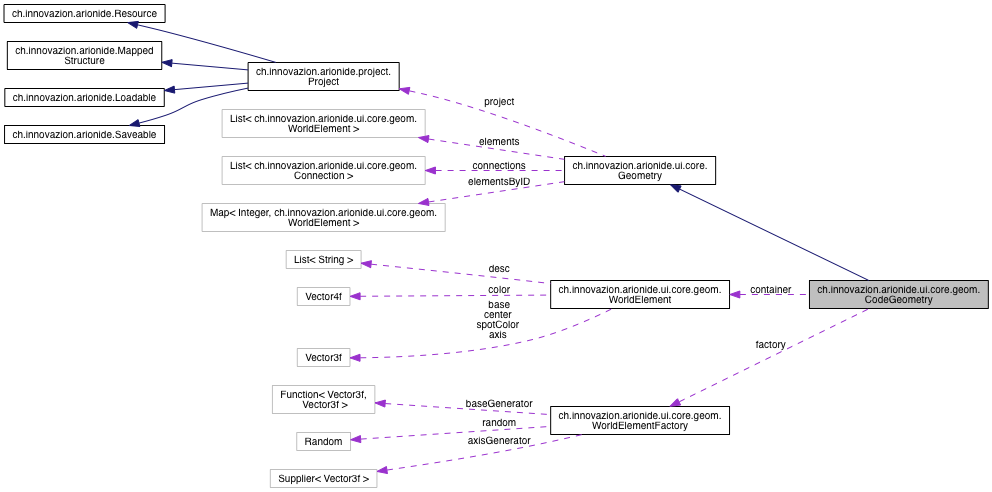 ch.innovazion.arionide.Resource
ch.innovazion.arionide.Mapped
Structure
ch.innovazion.arionide.project.
Project
ch.innovazion.arionide.Loadable
ch.innovazion.arionide.Saveable
project
List< ch.innovazion.arionide.ui.core.geom.
WorldElement >
elements
List< ch.innovazion.arionide.ui.core.geom.
Connection >
connections
ch.innovazion.arionide.ui.core.
Geometry
elementsByID
Map< Integer, ch.innovazion.arionide.ui.core.geom.
WorldElement >
List< String >
desc
Vector4f
color
ch.innovazion.arionide.ui.core.geom.
WorldElement
container
ch.innovazion.arionide.ui.core.geom.
CodeGeometry
base
center
spotColor
axis
Vector3f
factory
Function< Vector3f,
Vector3f >
baseGenerator
ch.innovazion.arionide.ui.core.geom.
WorldElementFactory
random
Random
axisGenerator
Supplier< Vector3f >